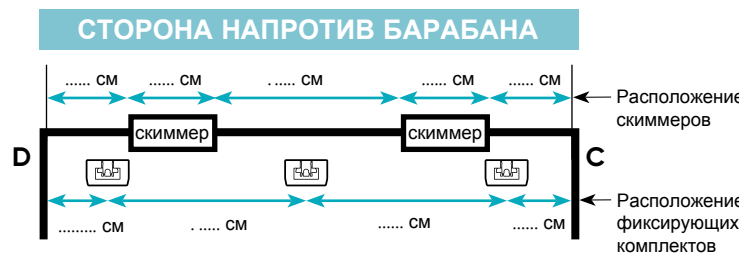 СТОРОНА НАПРОТИВ БАРАБАНА
...... см ...... см . ..... см ...... см ...... см
Расположение
скиммеров
скиммер скиммер
D C
Расположение
фиксирующих
комплектов
......... см . ..... см ...... см ...... см